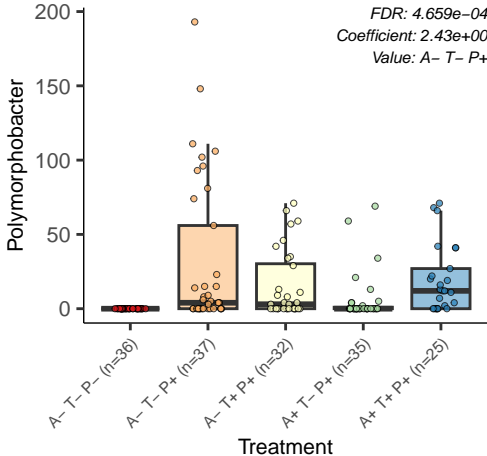 FDR: 4.659e−04
Coefficient: 2.43e+00
Value: A− T− P+
200
150
100
50
0
Polymorphobacter
A− T− P− (n=36)
A− T− P+ (n=37)
A− T+ P+ (n=32)
A+ T− P+ (n=35)
A+ T+ P+ (n=25)
Treatment